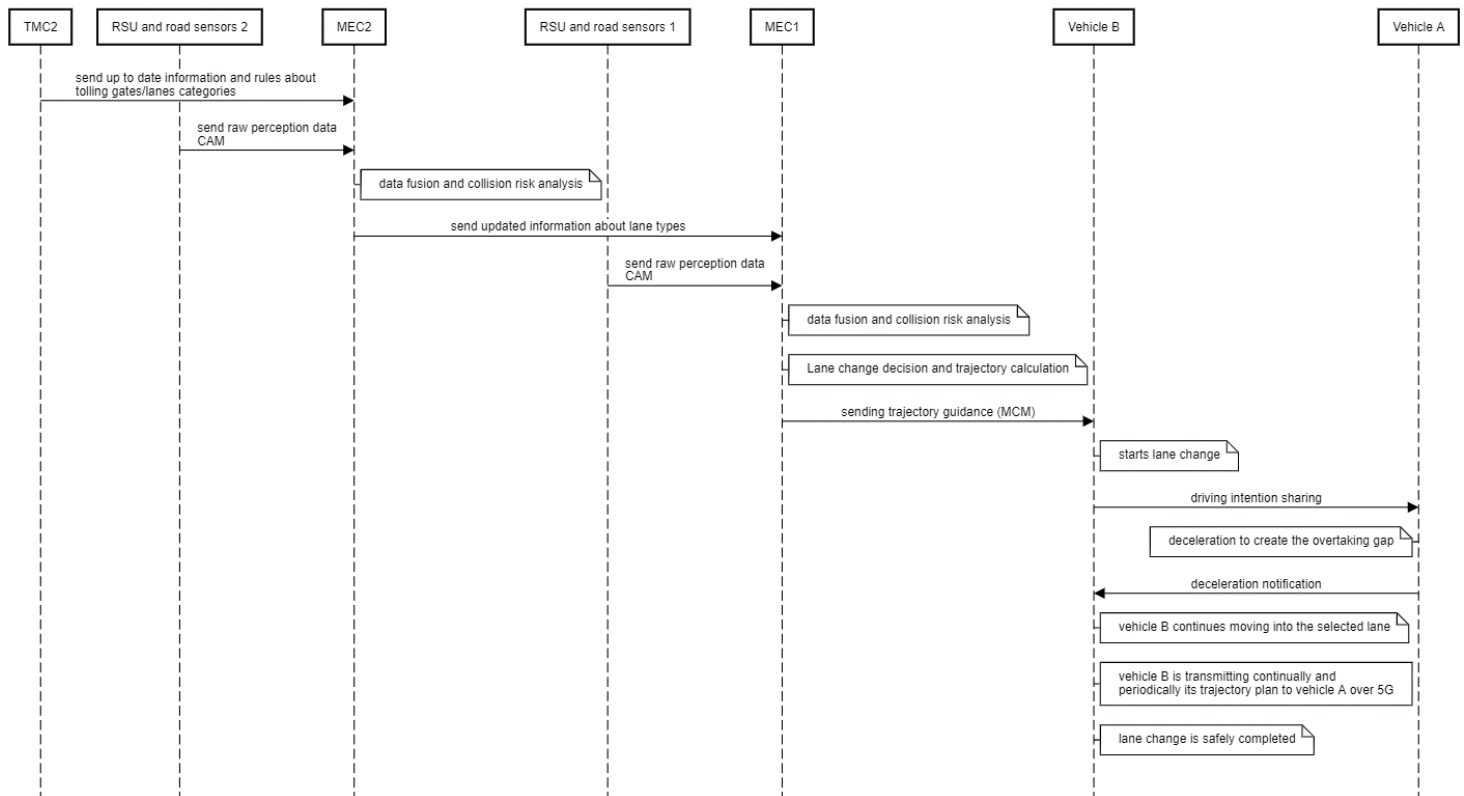 TMC2
RSU and road sensors 2
MEC2
RSU and road sensors 1
MEC1
Vehicle B
Vehicle A
send up to date information and rules about
tolling gates/lanes categories
send raw perception data
CAM
data fusion and collision risk analysis
send updated information about lane types
send raw perception data
CAM
data fusion and collision risk analysis
Lane change decision and trajectory calculation
sending trajectory guidance (MCM)
starts lane change
driving intention sharing
deceleration to create the overtaking gap
deceleration notification
vehicle B continues moving into the selected lane
vehicle B is transmitting continually and
periodically its trajectory plan to vehicle A over 5G
lane change is safely completed